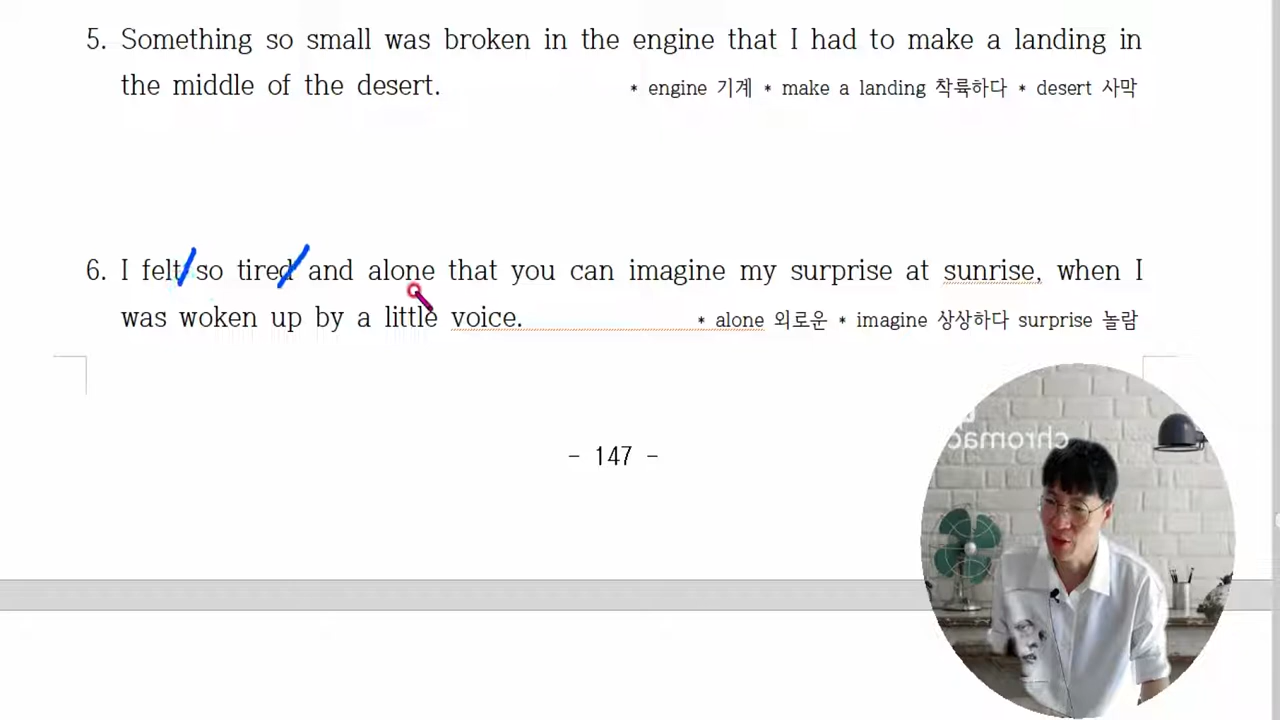 5. Something so small was broken in the engine that I had to make a landing in
the middle of the desert. * engine 기계 * make a landing 착륙하다 * desert 사막
6. I felt so tired and alone that you can imagine my surprise at sunrise, when I
was woken up by a little voice. * alone 외로운 * imagine 상상하다 surprise 놀람
- 147 -